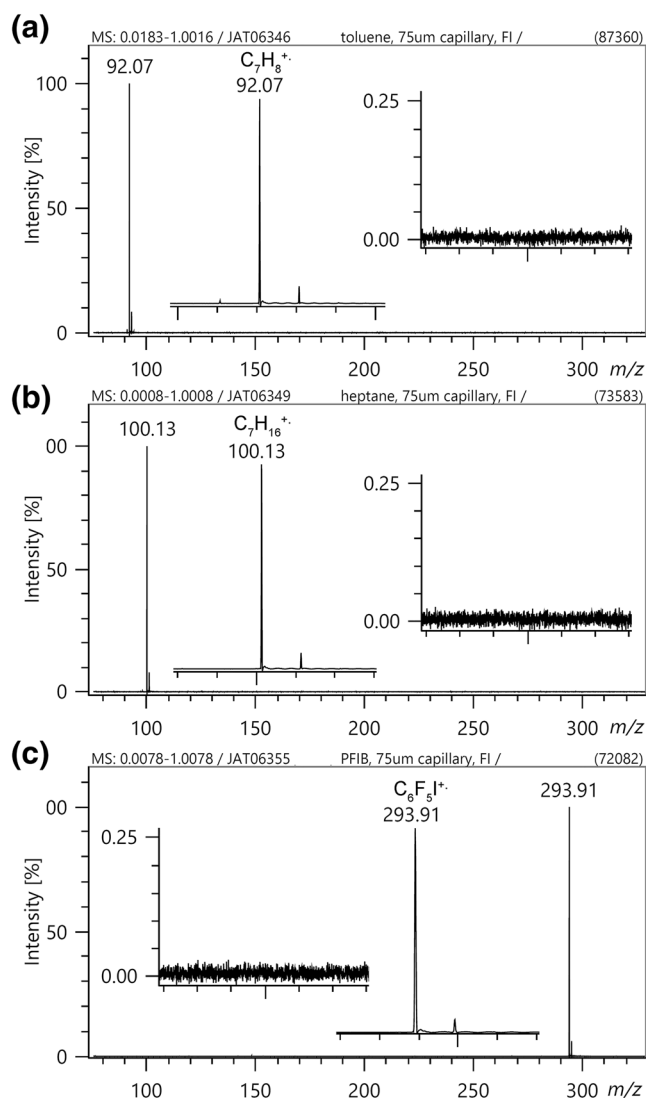 (a)
MS: 0.0183-1.0016 / JAT06346 toluene, 75um capillary, FI / (87360)
92.07
C₇H₈⁺·
92.07
100
50
0
Intensity [%]
0.25
0.00
100 150 200 250 300 m/z
(b)
MS: 0.0008-1.0008 / JAT06349 heptane, 75um capillary, FI / (73583)
100.13
C₇H₁₆⁺·
100.13
00
50
0
Intensity [%]
0.25
0.00
100 150 200 250 300 m/z
(c)
MS: 0.0078-1.0078 / JAT06355 PFIB, 75um capillary, FI / (72082)
C₆F₅I⁺·
293.91
293.91
00
50
0
Intensity [%]
0.25
0.00
100 150 200 250 300 m/z